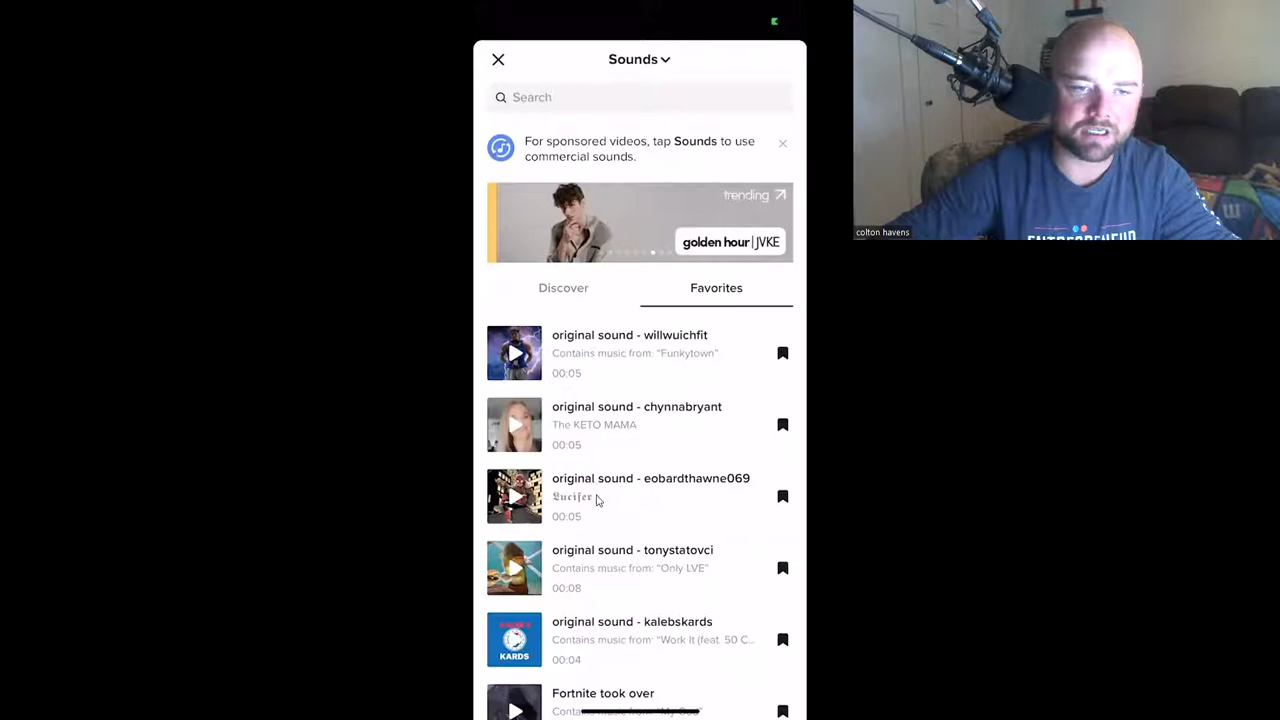 Sounds
Search
For sponsored videos, tap Sounds to use
commercial sounds.
trending
golden hour | JVKE
Discover
Favorites
original sound - willwuichfit
Contains music from: “Funkytown”
00:05
original sound - chynnabryant
The KETO MAMA
00:05
original sound - eobardthawne069
𝕷𝖚𝖈𝖎𝖋𝖊𝖗
00:05
original sound - tonystatovci
Contains music from: “Only LVE”
00:08
original sound - kalebskards
Contains music from: “Work It (feat. 50 C...
00:04
KARDS
Fortnite took over
colton havens
ENTREPRENEUR